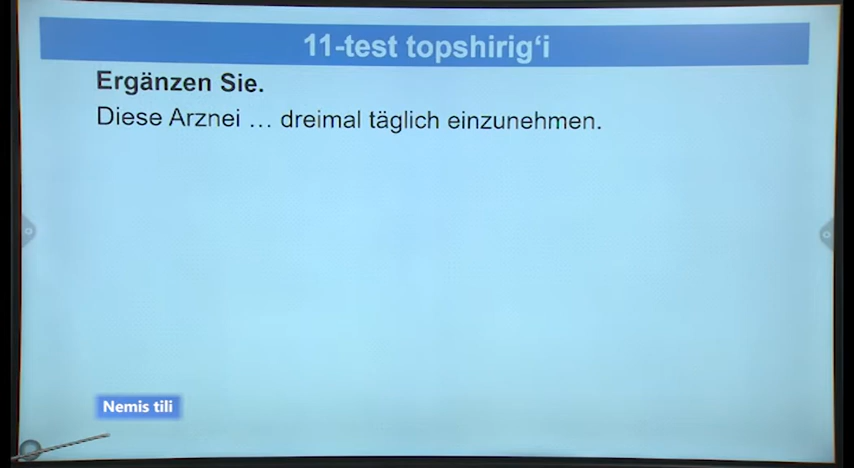 11-test topshirig‘i
Ergänzen Sie.
Diese Arznei … dreimal täglich einzunehmen.
Nemis tili